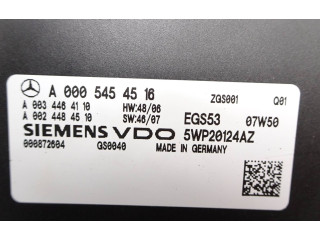 A 000 545 45 16 ZGS001 Q01
A 003 446 41 10 HW:48/06 EGS53 07W50
A 002 448 45 10 SW:46/07
SIEMENS VDO 5WP20124AZ
000872604 GS0040 MADE IN GERMANY